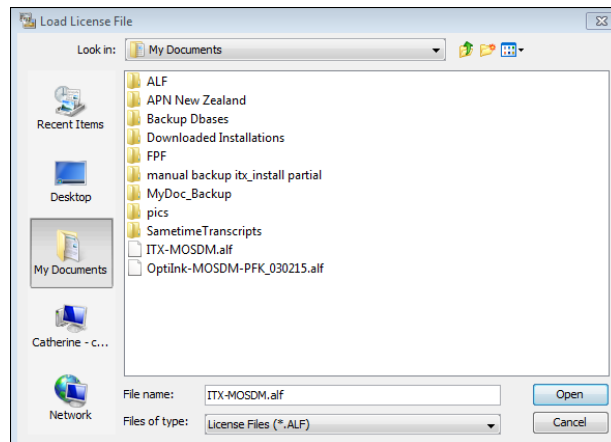 Load License File
Look in: My Documents
Recent Items
Desktop
My Documents
Catherine - c...
Network
ALF
APN New Zealand
Backup Dbases
Downloaded Installations
FPF
manual backup itx_install partial
MyDoc_Backup
pics
SametimeTranscripts
ITX-MOSDM.alf
OptiInk-MOSDM-PFK_030215.alf
File name: ITX-MOSDM.alf Open
Files of type: License Files (*.ALF) Cancel